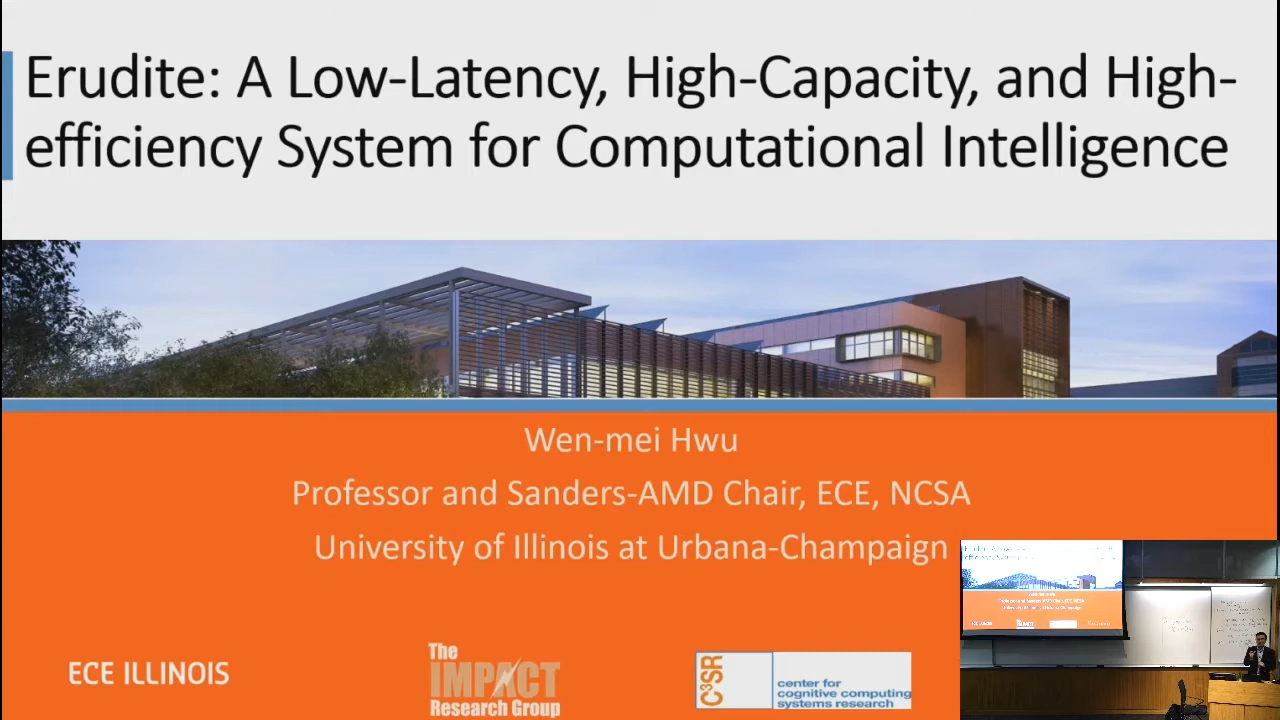 Erudite: A Low-Latency, High-Capacity, and High-
efficiency System for Computational Intelligence
Wen-mei Hwu
Professor and Sanders-AMD Chair, ECE, NCSA
University of Illinois at Urbana-Champaign
ECE ILLINOIS
The
IMPACT
Research Group
C³SR
center for
cognitive computing
systems research